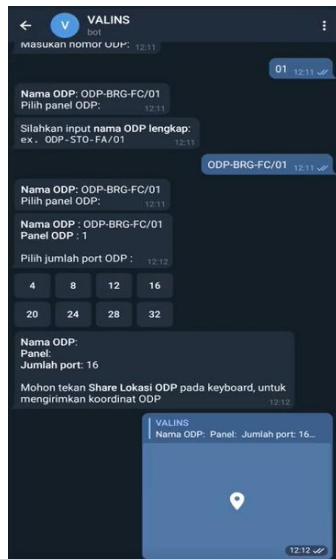 V
VALINS
bot
Masukan nomor ODP: 12:11
01 12:11
Nama ODP: ODP-BRG-FC/01
Pilih panel ODP: 12:11
Silahkan input nama ODP lengkap:
ex. ODP-STO-FA/01 12:11
ODP-BRG-FC/01 12:11
Nama ODP: ODP-BRG-FC/01
Pilih panel ODP: 12:11
Nama ODP : ODP-BRG-FC/01
Panel ODP : 1
Pilih jumlah port ODP : 12:12
4 8 12 16
20 24 28 32
Nama ODP:
Panel:
Jumlah port: 16
Mohon tekan Share Lokasi ODP pada keyboard, untuk
mengirimkan koordinat ODP 12:12
VALINS
Nama ODP: Panel: Jumlah port: 16...
12:12